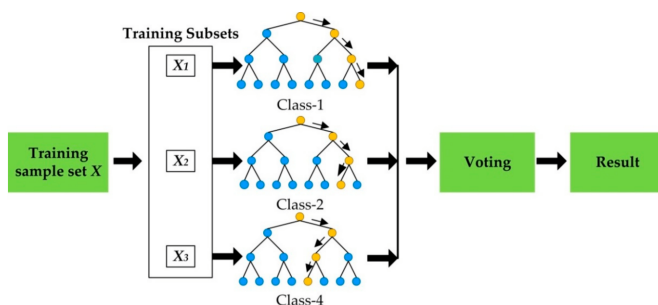 Training Subsets
X1
Class-1
Training
sample set X
X2
Voting
Result
Class-2
X3
Class-4